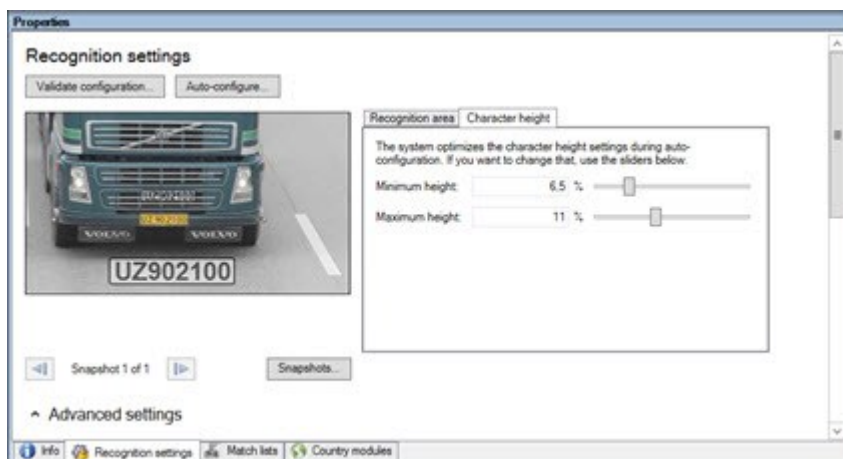 Properties
Recognition settings
Validate configuration...
Auto-configure...
Recognition area
Character height
The system optimizes the character height settings during auto-
configuration. If you want to change that, use the sliders below.
Minimum height:
6.5 %
Maximum height:
11 %
VOLVO
VOLVO
UZ902100
Snapshot 1 of 1
Snapshots...
Advanced settings
Info
Recognition settings
Match lists
Country modules